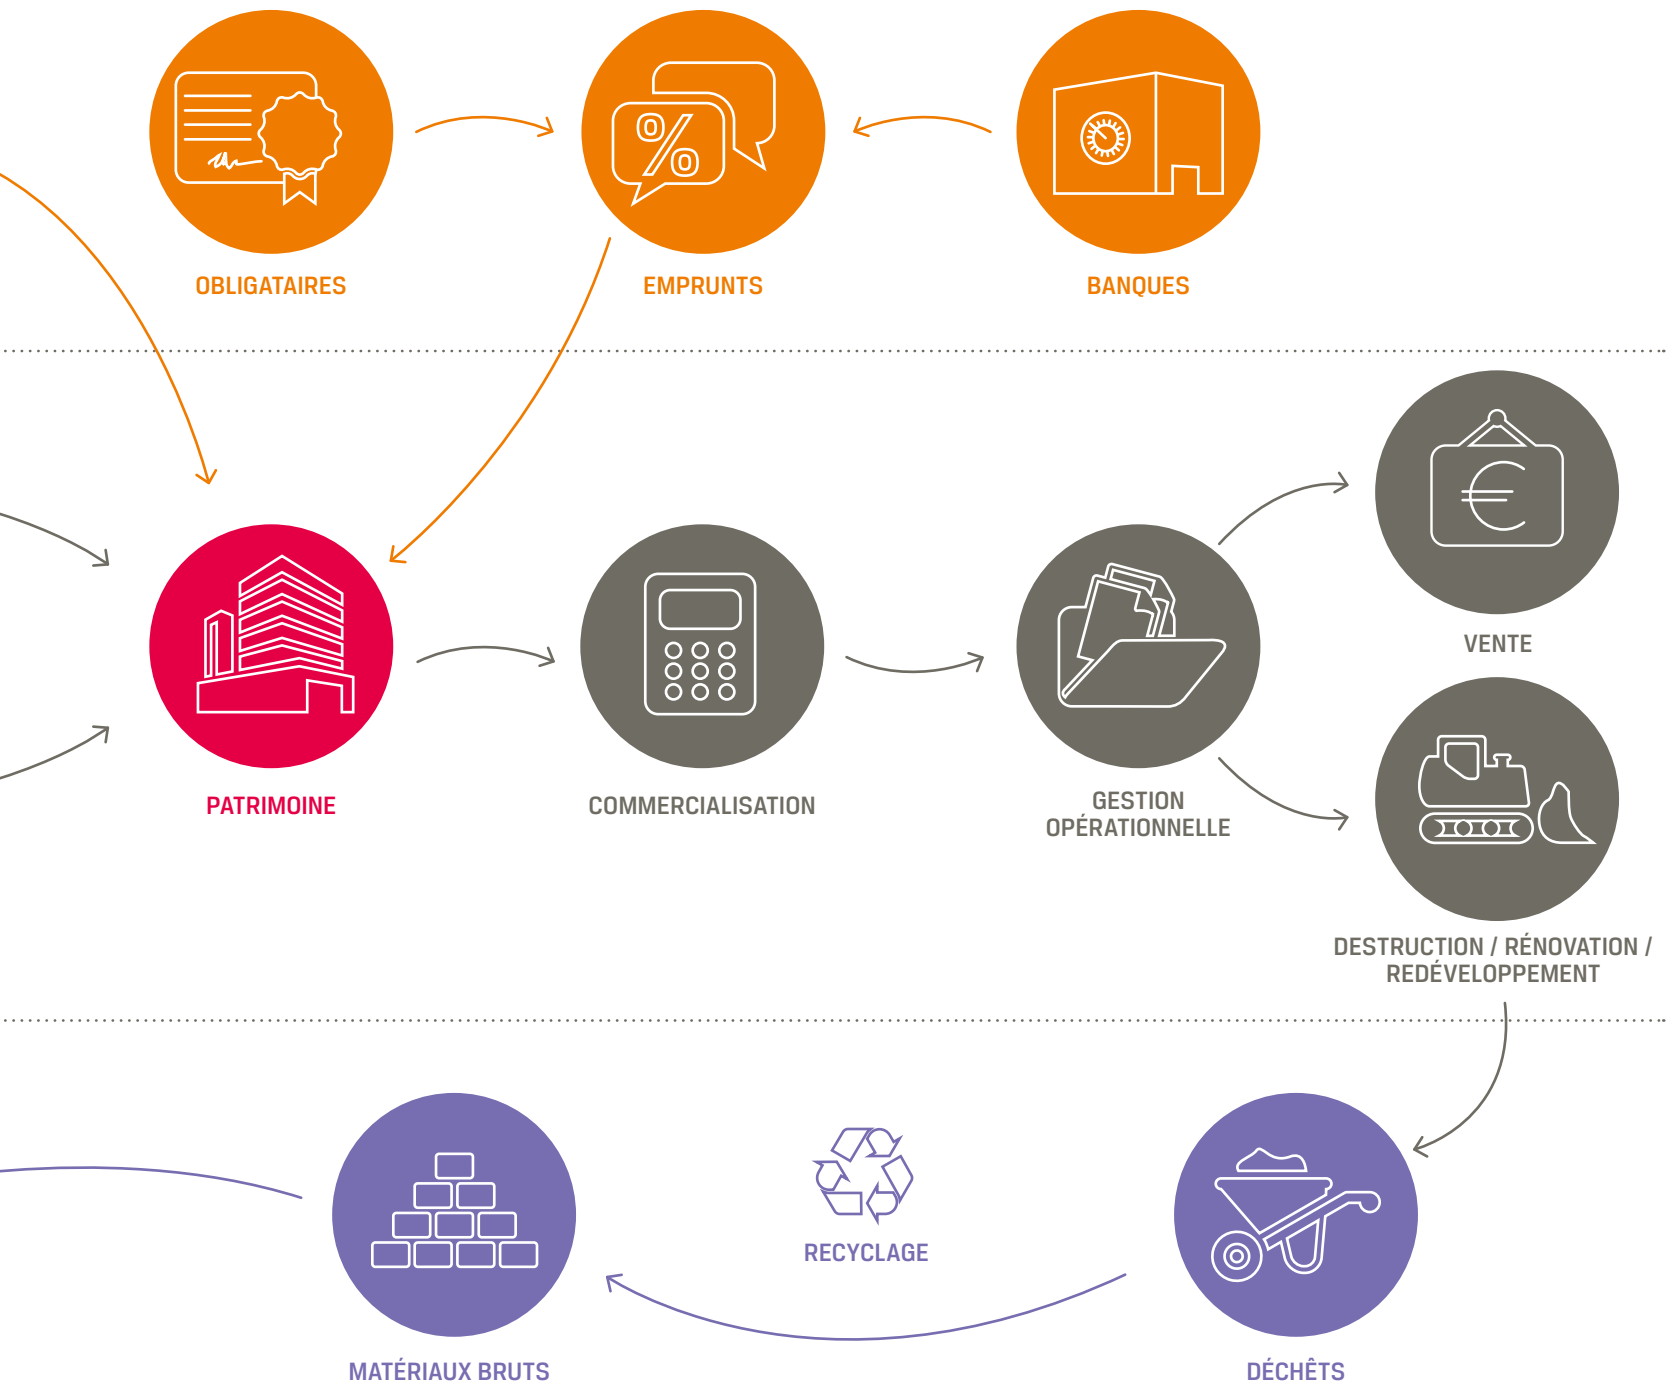 OBLIGATAIRES
EMPRUNTS
BANQUES
VENTE
PATRIMOINE
COMMERCIALISATION
GESTION
OPÉRATIONNELLE
DESTRUCTION / RÉNOVATION /
REDÉVELOPPEMENT
RECYCLAGE
MATÉRIAUX BRUTS
DÉCHÊTS